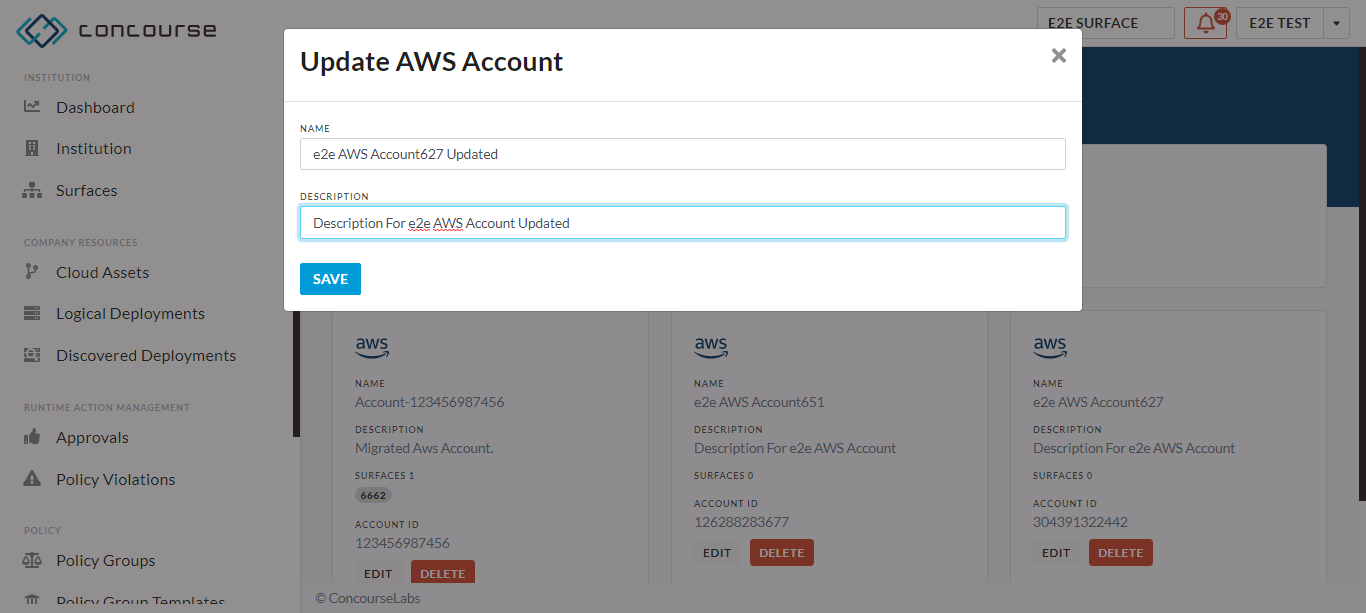 concourse
E2E SURFACE
30
E2E TEST
INSTITUTION
Dashboard
Institution
Surfaces
COMPANY RESOURCES
Cloud Assets
Logical Deployments
Discovered Deployments
RUNTIME ACTION MANAGEMENT
Approvals
Policy Violations
POLICY
Policy Groups
Policy Group Templates
Update AWS Account
×
NAME
e2e AWS Account627 Updated
DESCRIPTION
Description For e2e AWS Account Updated
SAVE
aws
NAME
Account-123456987456
DESCRIPTION
Migrated Aws Account.
SURFACES 1
6662
ACCOUNT ID
123456987456
EDIT
DELETE
aws
NAME
e2e AWS Account651
DESCRIPTION
Description For e2e AWS Account
SURFACES 0
ACCOUNT ID
126288283677
EDIT
DELETE
aws
NAME
e2e AWS Account627
DESCRIPTION
Description For e2e AWS Account
SURFACES 0
ACCOUNT ID
304391322442
EDIT
DELETE
© ConcourseLabs